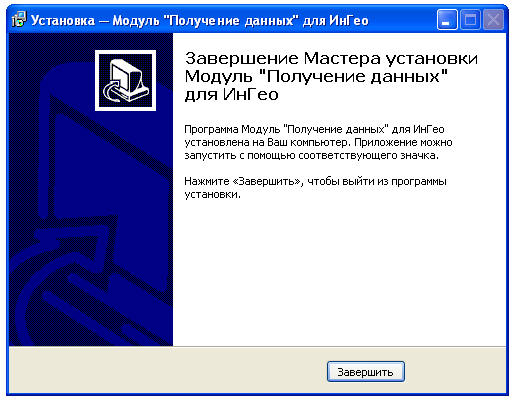 Установка — Модуль "Получение данных" для ИнГео
Завершение Мастера установки
Модуль "Получение данных"
для ИнГео
Программа Модуль "Получение данных" для ИнГео
установлена на Ваш компьютер. Приложение можно
запустить с помощью соответствующего значка.
Нажмите «Завершить», чтобы выйти из программы
установки.
Завершить